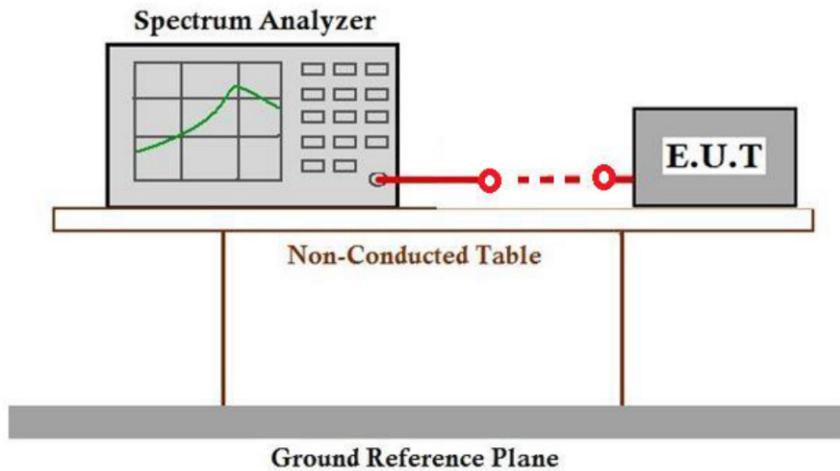 Spectrum Analyzer
E.U.T
Non-Conducted Table
Ground Reference Plane